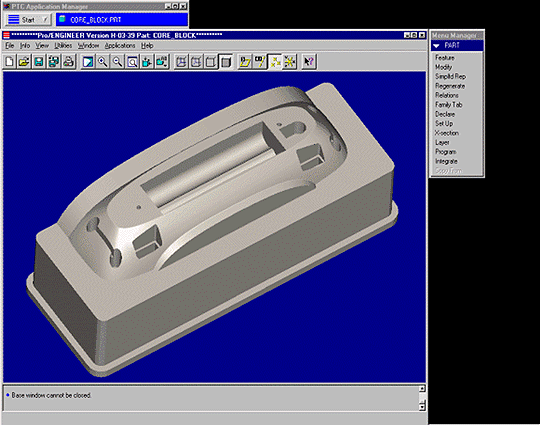 PTC Application Manager
Start
CORE_BLOCK.PART
**********Pro/ENGINEER Version H-03-39 Part: CORE_BLOCK**********
File Info View Utilities Window Applications Help
Menu Manager
PART
Feature
Modify
Simplfd Rep
Regenerate
Relations
Family Tab
Declare
Set Up
X-section
Layer
Program
Integrate
Base window cannot be closed.